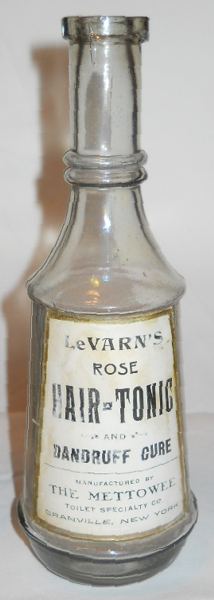 LeVARN'S
ROSE
HAIR-TONIC
AND
DANDRUFF CURE
MANUFACTURED BY
THE METTOWEE
TOILET SPECIALTY CO.
GRANVILLE, NEW YORK